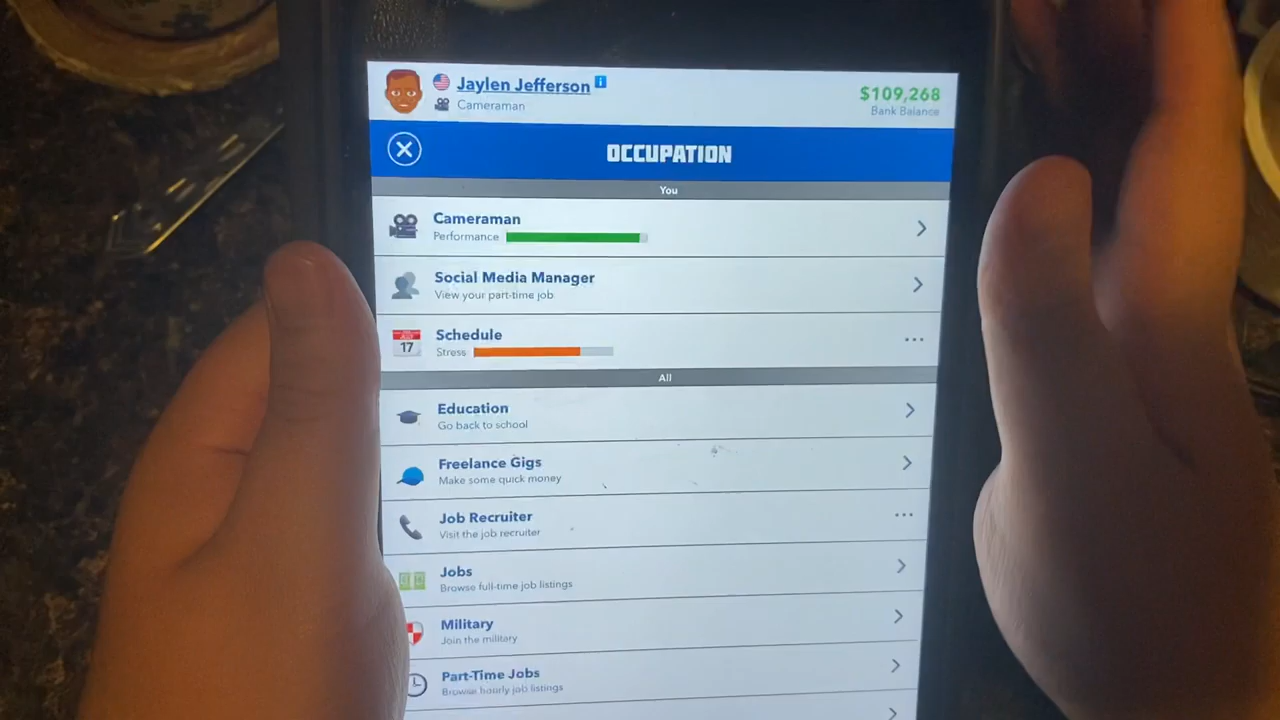 Jaylen Jefferson
Cameraman
$109,268
Bank Balance
OCCUPATION
You
Cameraman
Performance
Social Media Manager
View your part-time job
17
Schedule
Stress
All
Education
Go back to school
Freelance Gigs
Make some quick money
Job Recruiter
Visit the job recruiter
Jobs
Browse full-time job listings
Military
Join the military
Part-Time Jobs
Browse hourly job listings